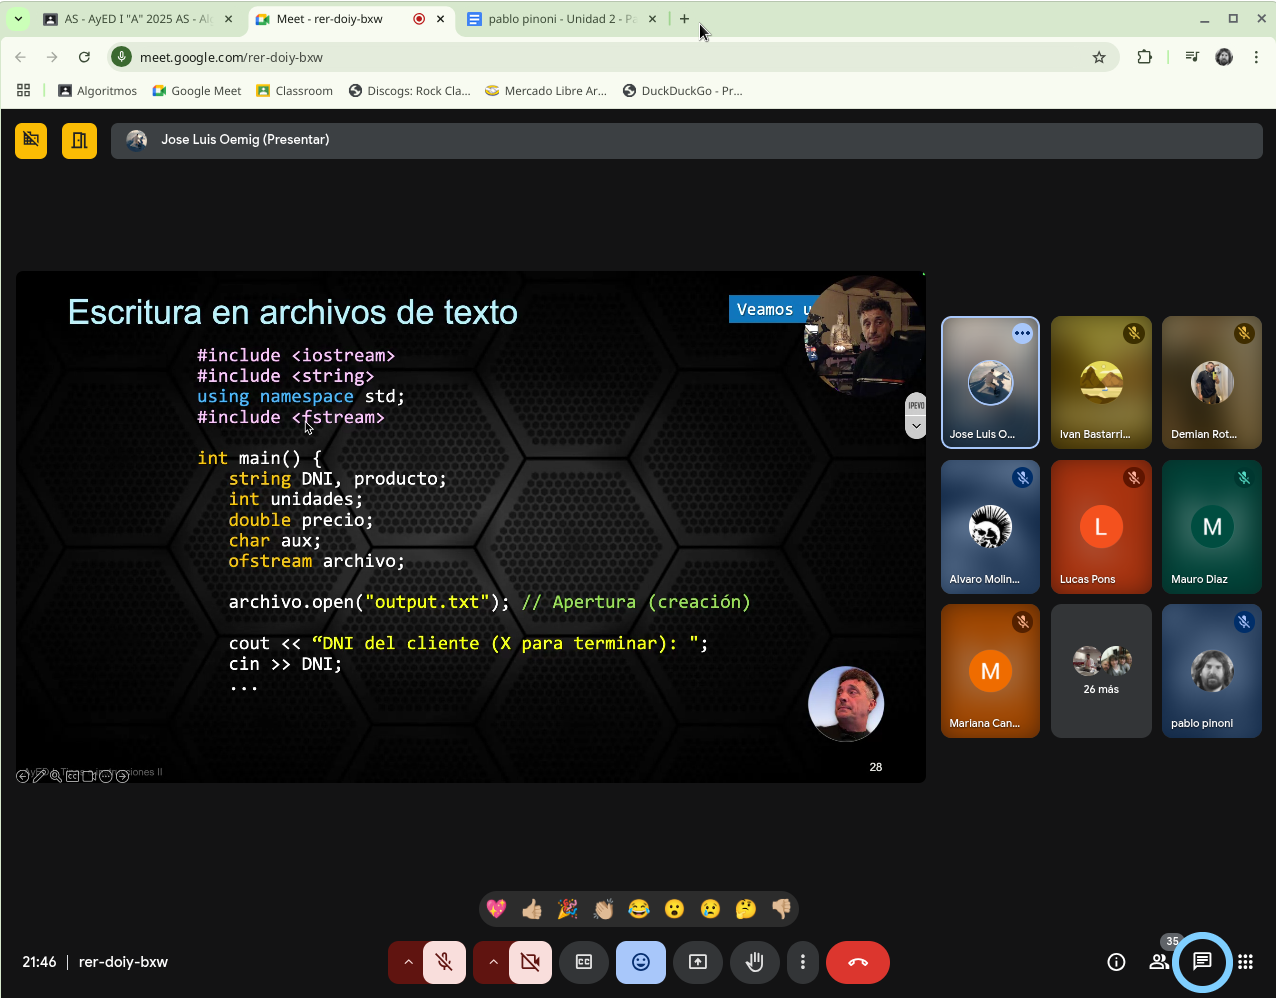 AS - AyED I "A" 2025 AS - Al
Meet - rer-doiy-bxw
pablo pinoni - Unidad 2 - P
meet.google.com/rer-doiy-bxw
Algoritmos
Google Meet
Classroom
Discogs: Rock Cla...
Mercado Libre Ar...
DuckDuckGo - Pr...
Jose Luis Oemig (Presentar)
Escritura en archivos de texto
Veamos u
#include <iostream>
#include <string>
using namespace std;
#include <fstream>
int main() {
string DNI, producto;
int unidades;
double precio;
char aux;
ofstream archivo;
archivo.open("output.txt"); // Apertura (creación)
cout << “DNI del cliente (X para terminar): ";
cin >> DNI;
...
28
IPEVO
Jose Luis O...
Ivan Bastarri...
Demian Rot...
Alvaro Molin...
L
Lucas Pons
M
Mauro Diaz
M
Mariana Can...
26 más
pablo pinoni
21:46 | rer-doiy-bxw
35